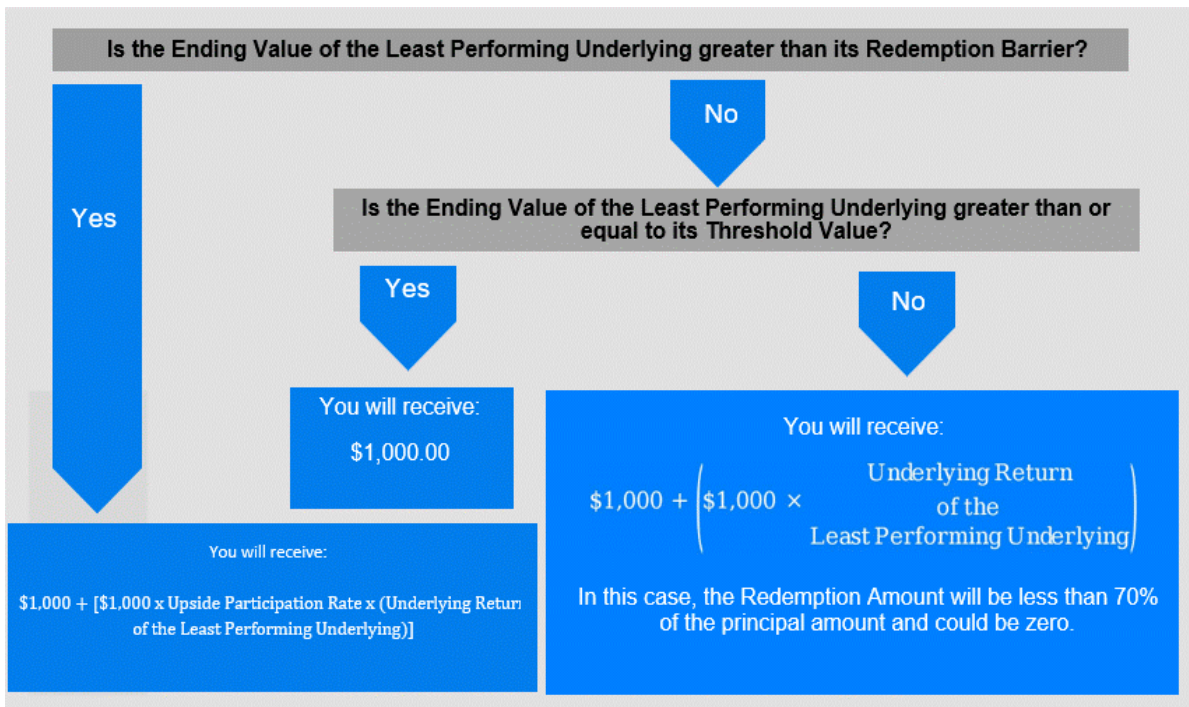 Is the Ending Value of the Least Performing Underlying greater than its Redemption Barrier?
Yes
No
Is the Ending Value of the Least Performing Underlying greater than or
equal to its Threshold Value?
Yes
No
You will receive:
$1,000.00
You will receive:
$1,000 + ($1,000 × Underlying Return
of the
Least Performing Underlying)
In this case, the Redemption Amount will be less than 70%
of the principal amount and could be zero.
You will receive:
$1,000 + [$1,000 x Upside Participation Rate x (Underlying Return
of the Least Performing Underlying)]